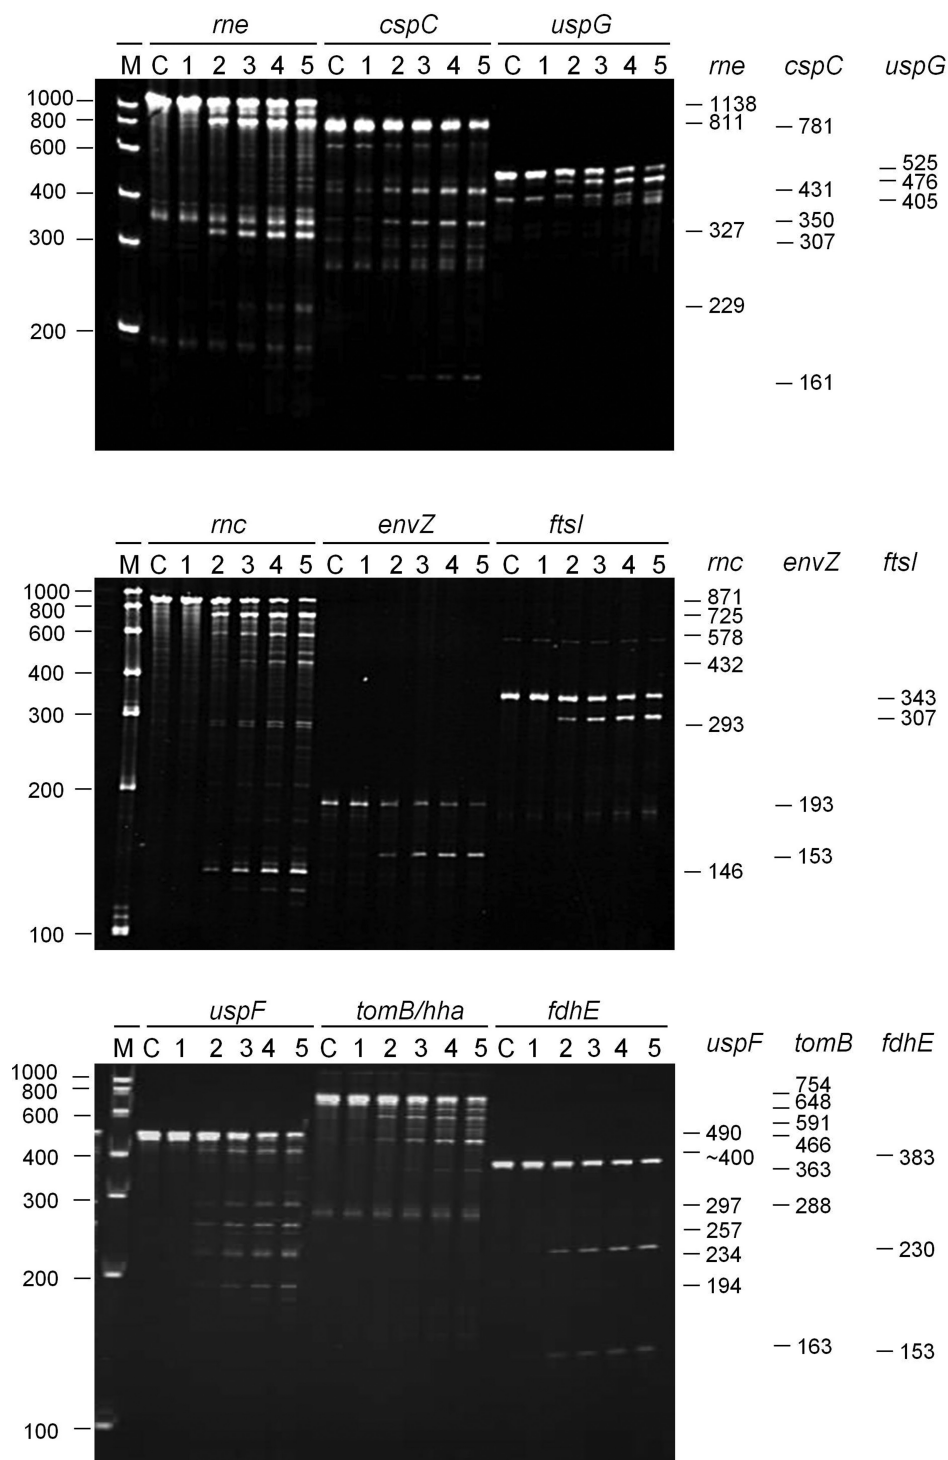 rne cspC uspG
M C 1 2 3 4 5 C 1 2 3 4 5 C 1 2 3 4 5 rne cspC uspG
1000 1138
800 811 781
600 525
476
400 431 405
350
300 327 307
229
200
161
rnc envZ ftsI
M C 1 2 3 4 5 C 1 2 3 4 5 C 1 2 3 4 5 rnc envZ ftsI
1000 871
800 725
600 578
400 432
343
300 293 307
200 193
153
146
100
uspF tomB/hha fdhE
M C 1 2 3 4 5 C 1 2 3 4 5 C 1 2 3 4 5 uspF tomB fdhE
1000 754
800 648
600 591
490 466
400 ~400 363 383
300 297 288
257
234 230
200 194
163 153
100